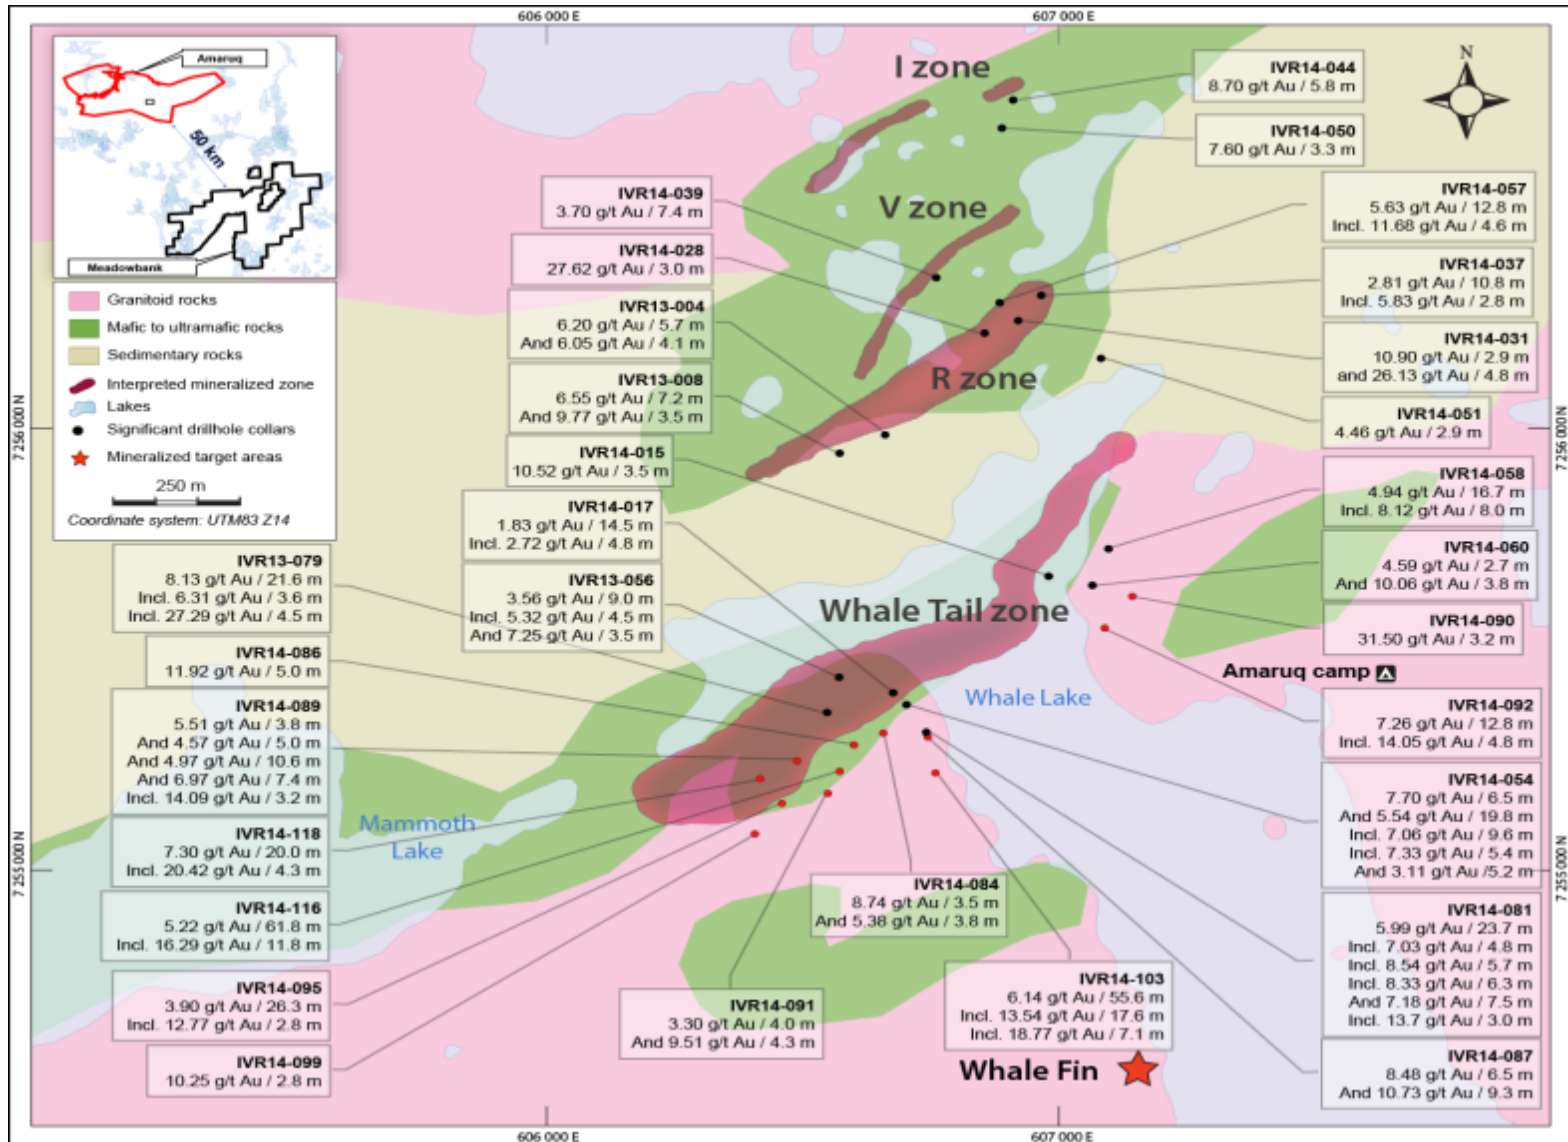 606 000 E
607 000 E
Amaruq
50 km
Meadowbank
Granitoid rocks
Mafic to ultramafic rocks
Sedimentary rocks
Interpreted mineralized zone
Lakes
Significant drillhole collars
Mineralized target areas
250 m
Coordinate system: UTM83 Z14
N
I zone
V zone
R zone
Whale Tail zone
Whale Lake
Mammoth
Lake
Amaruq camp
Whale Fin
7 256 000 N
7 255 000 N
IVR14-039
3.70 g/t Au / 7.4 m
IVR14-028
27.62 g/t Au / 3.0 m
IVR13-004
6.20 g/t Au / 5.7 m
And 6.05 g/t Au / 4.1 m
IVR13-008
6.55 g/t Au / 7.2 m
And 9.77 g/t Au / 3.5 m
IVR14-015
10.52 g/t Au / 3.5 m
IVR14-017
1.83 g/t Au / 14.5 m
Incl. 2.72 g/t Au / 4.8 m
IVR13-056
3.56 g/t Au / 9.0 m
Incl. 5.32 g/t Au / 4.5 m
And 7.25 g/t Au / 3.5 m
IVR13-079
8.13 g/t Au / 21.6 m
Incl. 6.31 g/t Au / 3.6 m
Incl. 27.29 g/t Au / 4.5 m
IVR14-086
11.92 g/t Au / 5.0 m
IVR14-089
5.51 g/t Au / 3.8 m
And 4.57 g/t Au / 5.0 m
And 4.97 g/t Au / 10.6 m
And 6.97 g/t Au / 7.4 m
Incl. 14.09 g/t Au / 3.2 m
IVR14-118
7.30 g/t Au / 20.0 m
Incl. 20.42 g/t Au / 4.3 m
IVR14-116
5.22 g/t Au / 61.8 m
Incl. 16.29 g/t Au / 11.8 m
IVR14-095
3.90 g/t Au / 26.3 m
Incl. 12.77 g/t Au / 2.8 m
IVR14-099
10.25 g/t Au / 2.8 m
IVR14-091
3.30 g/t Au / 4.0 m
And 9.51 g/t Au / 4.3 m
IVR14-084
8.74 g/t Au / 3.5 m
And 5.38 g/t Au / 3.8 m
IVR14-103
6.14 g/t Au / 55.6 m
Incl. 13.54 g/t Au / 17.6 m
Incl. 18.77 g/t Au / 7.1 m
IVR14-044
8.70 g/t Au / 5.8 m
IVR14-050
7.60 g/t Au / 3.3 m
IVR14-057
5.63 g/t Au / 12.8 m
Incl. 11.68 g/t Au / 4.6 m
IVR14-037
2.81 g/t Au / 10.8 m
Incl. 5.83 g/t Au / 2.8 m
IVR14-031
10.90 g/t Au / 2.9 m
and 26.13 g/t Au / 4.8 m
IVR14-051
4.46 g/t Au / 2.9 m
IVR14-058
4.94 g/t Au / 16.7 m
Incl. 8.12 g/t Au / 8.0 m
IVR14-060
4.59 g/t Au / 2.7 m
And 10.06 g/t Au / 3.8 m
IVR14-090
31.50 g/t Au / 3.2 m
IVR14-092
7.26 g/t Au / 12.8 m
Incl. 14.05 g/t Au / 4.8 m
IVR14-054
7.70 g/t Au / 6.5 m
And 5.54 g/t Au / 19.8 m
Incl. 7.06 g/t Au / 9.6 m
Incl. 7.33 g/t Au / 5.4 m
And 3.11 g/t Au /5.2 m
IVR14-081
5.99 g/t Au / 23.7 m
Incl. 7.03 g/t Au / 4.8 m
Incl. 8.54 g/t Au / 5.7 m
Incl. 8.33 g/t Au / 6.3 m
And 7.18 g/t Au / 7.5 m
Incl. 13.7 g/t Au / 3.0 m
IVR14-087
8.48 g/t Au / 6.5 m
And 10.73 g/t Au / 9.3 m
7 256 000 N
7 255 000 N
606 000 E
607 000 E